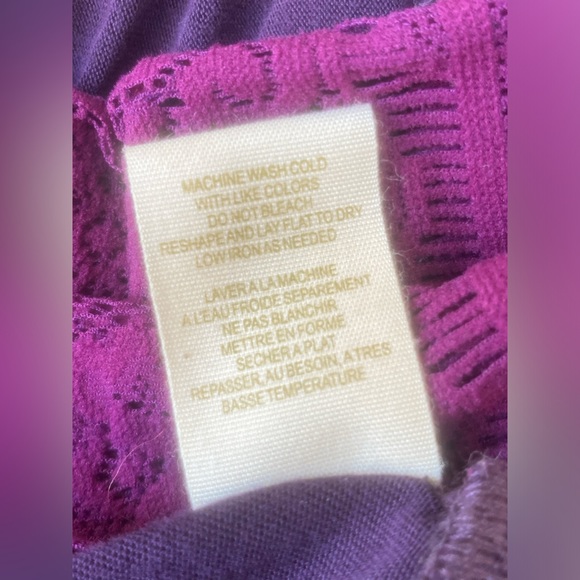 MACHINE WASH COLD
WITH LIKE COLORS
DO NOT BLEACH
RESHAPE AND LAY FLAT TO DRY
LOW IRON AS NEEDED
LAVER A LA MACHINE
A L'EAU FROIDE SEPAREMENT
NE PAS BLANCHIR
METTRE EN FORME
SECHER A PLAT
REPASSER, AU BESOIN, A TRES
BASSE TEMPERATURE